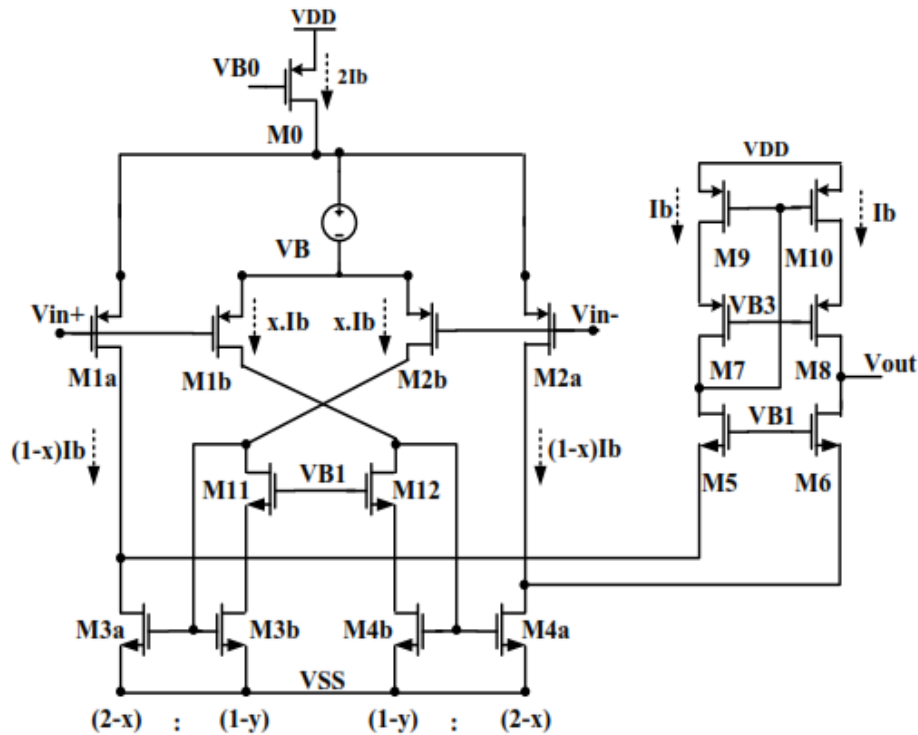 VDD
VB0
2Ib
M0
VDD
Ib
Ib
VB
M9
M10
Vin+
x.Ib
x.Ib
Vin-
VB3
M1a
M1b
M2b
M2a
M7
M8
Vout
(1-x)Ib
(1-x)Ib
VB1
M11
VB1
M12
M5
M6
M3a
M3b
M4b
M4a
VSS
(2-x) : (1-y) (1-y) : (2-x)